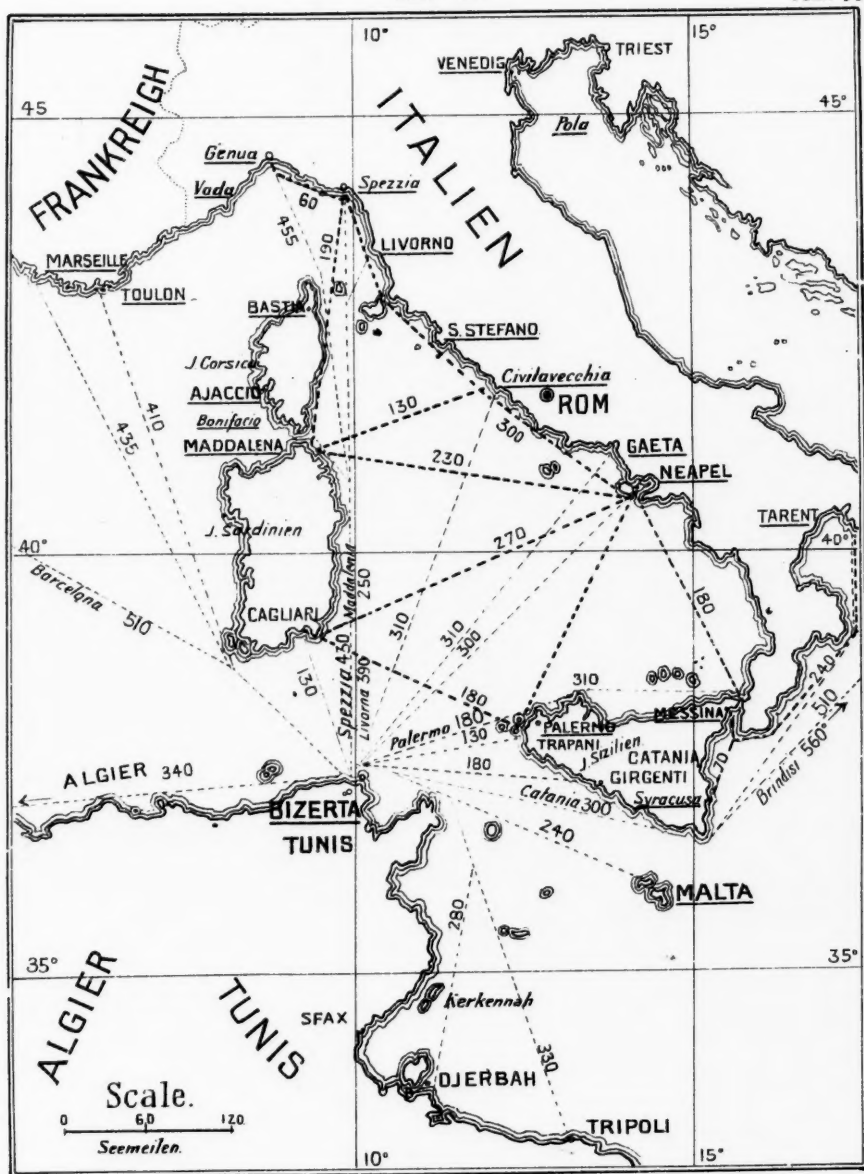 10°
15°
VENEDIG
TRIEST
45
45°
FRANKREIGH
ITALIEN
Pola
Genua
Vada
60
455
190
Spezzia
LIVORNO
MARSEILLE
TOULON
BASTIA
S. STEFANO
J. Corsica
AJACCIO
Civilavecchia
ROM
130
300
410
435
Bonifacio
MADDALENA
230
GAETA
NEAPEL
TARENT
J. Sardinien
270
40°
40°
Barcelona 510
Maddalena 250
CAGLIARI
310
310
300
180
130
Spezzia 430
Livorno 390
180
310
240
510
MESSINA
Palermo 180
130
PALERMO
TRAPANI
J. Sizilien
ALGIER 340
180
CATANIA
GIRGENTI
70
Brindisi 560°
Catania 300
Syracusa
BIZERTA
TUNIS
240
MALTA
280
35°
35°
ALGIER
TUNIS
Kerkennah
SFAX
330
DJERBAH
Scale.
0 60 120
Seemeilen.
TRIPOLI
10°
15°